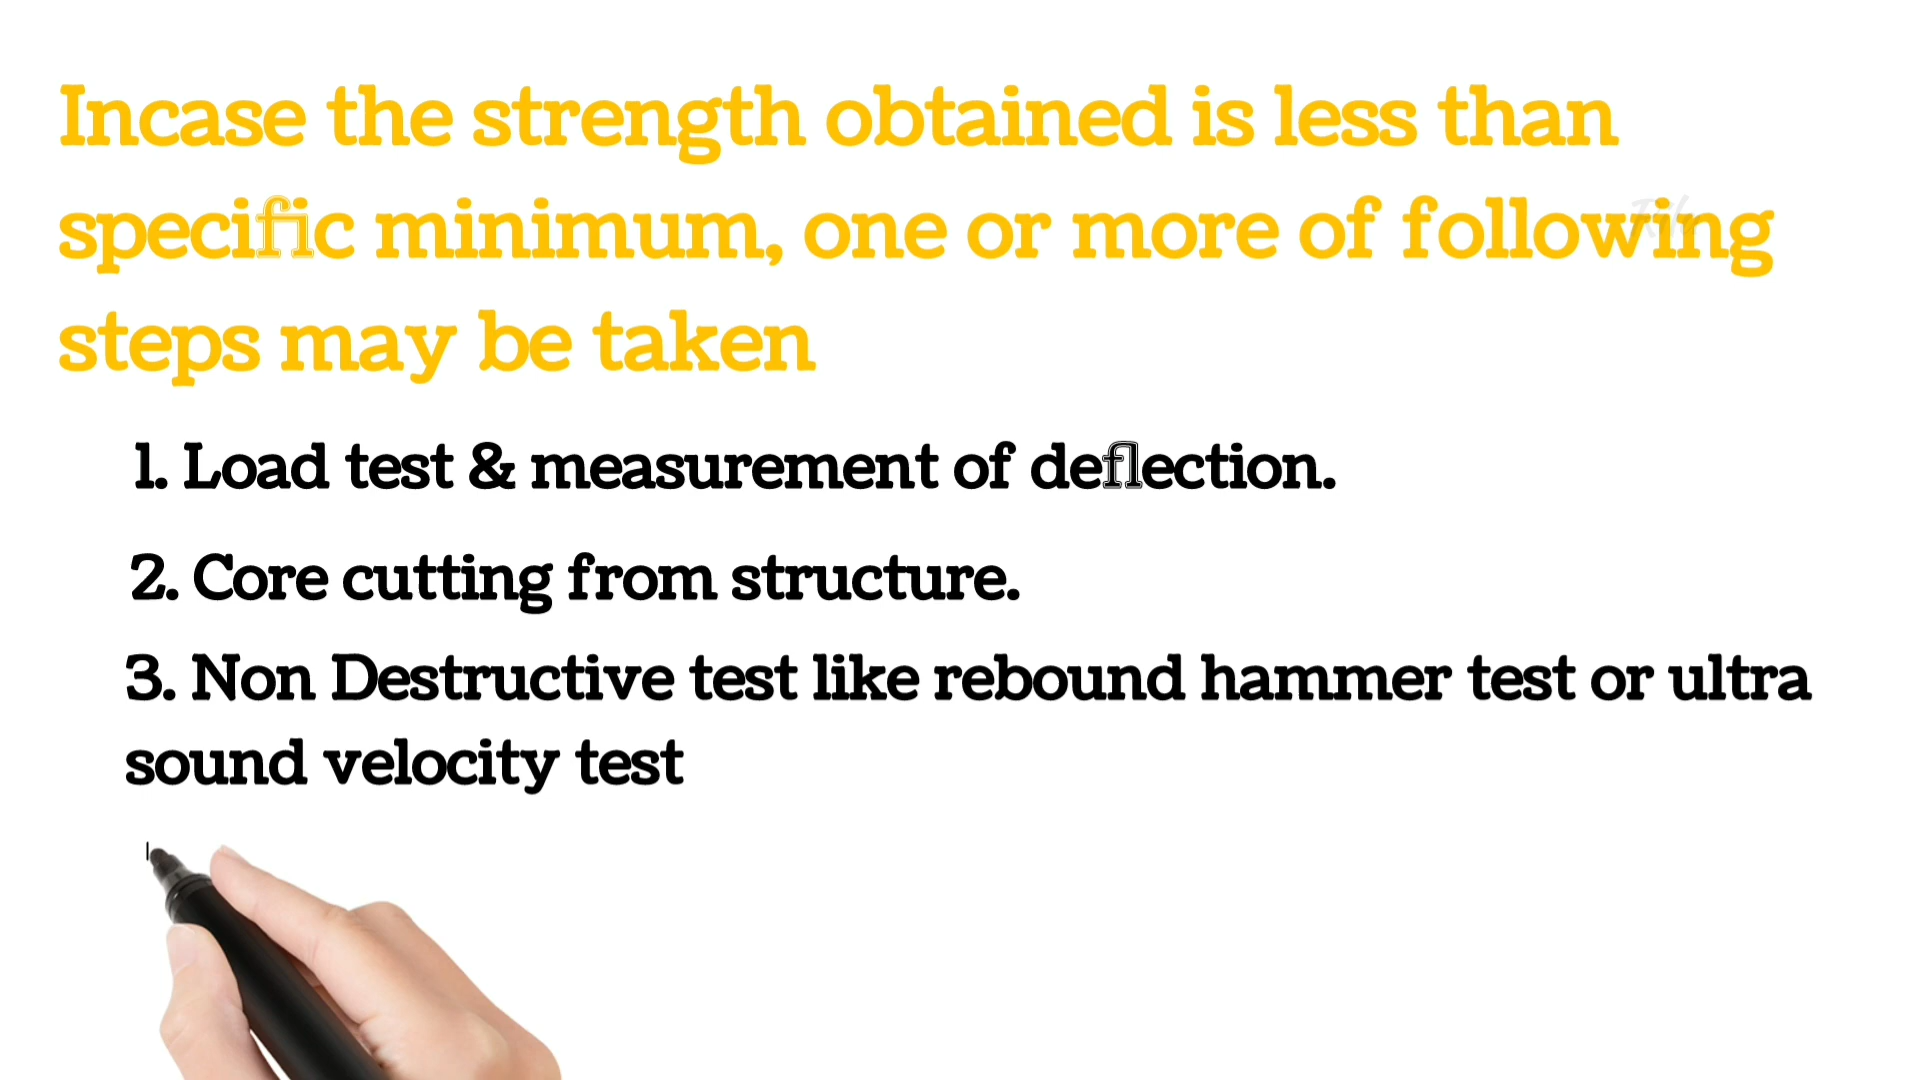 Incase the strength obtained is less than
specific minimum, one or more of following
steps may be taken
1. Load test & measurement of deflection.
2. Core cutting from structure.
3. Non Destructive test like rebound hammer test or ultra
sound velocity test